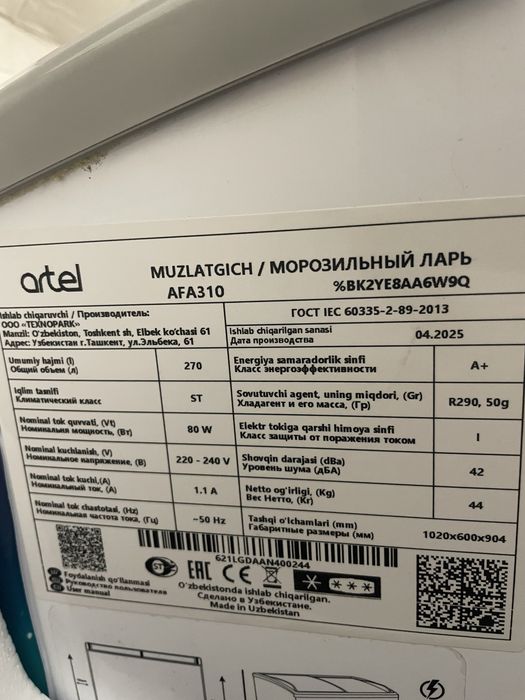 artel
MUZLATGICH / МОРОЗИЛЬНЫЙ ЛАРЬ
AFA310
%BK2YE8AA6W9Q
Ishlab chiqaruvchi / Производитель:
ООО «TEXNOPARK»
Manzil: O'zbekiston, Toshkent sh, Elbek ko'chasi 61
Адрес: Узбекистан г.Ташкент, ул.Эльбека, 61
ГОСТ IEC 60335-2-89-2013
Ishlab chiqarilgan sanasi
Дата производства
04.2025
Umumiy hajmi (l)
Общий объем (л)
270
Energiya samaradorlik sinfi
Класс энергоэффективности
A+
Iqlim tasnifi
Климатический класс
ST
Sovutuvchi agent, uning miqdori, (Gr)
Хладагент и его масса, (Гр)
R290, 50g
Nominal tok quvvati, (Vt)
Номинальная мощность, (Вт)
80 W
Elektr tokiga qarshi himoya sinfi
Класс защиты от поражения током
I
Nominal kuchlanish, (V)
Номинальное напряжение, (В)
220 - 240 V
Shovqin darajasi (dBa)
Уровень шума (дБА)
42
Nominal tok kuchi,(A)
Номинальный ток, (А)
1.1 A
Netto og'irligi, (Kg)
Вес Нетто, (Кг)
44
Nominal tok chastotasi, (Hz)
Номинальная частота тока, (Гц)
~50 Hz
Tashqi o'lchamlari (mm)
Габаритные размеры (мм)
1020x600x904
621LGDAAN400244
Foydalanish qo'llanmasi
Руководство пользователя
User manual
ST
EAC
CE
O'zbekistonda ishlab chiqarilgan.
Сделано в Узбекистане.
Made in Uzbekistan